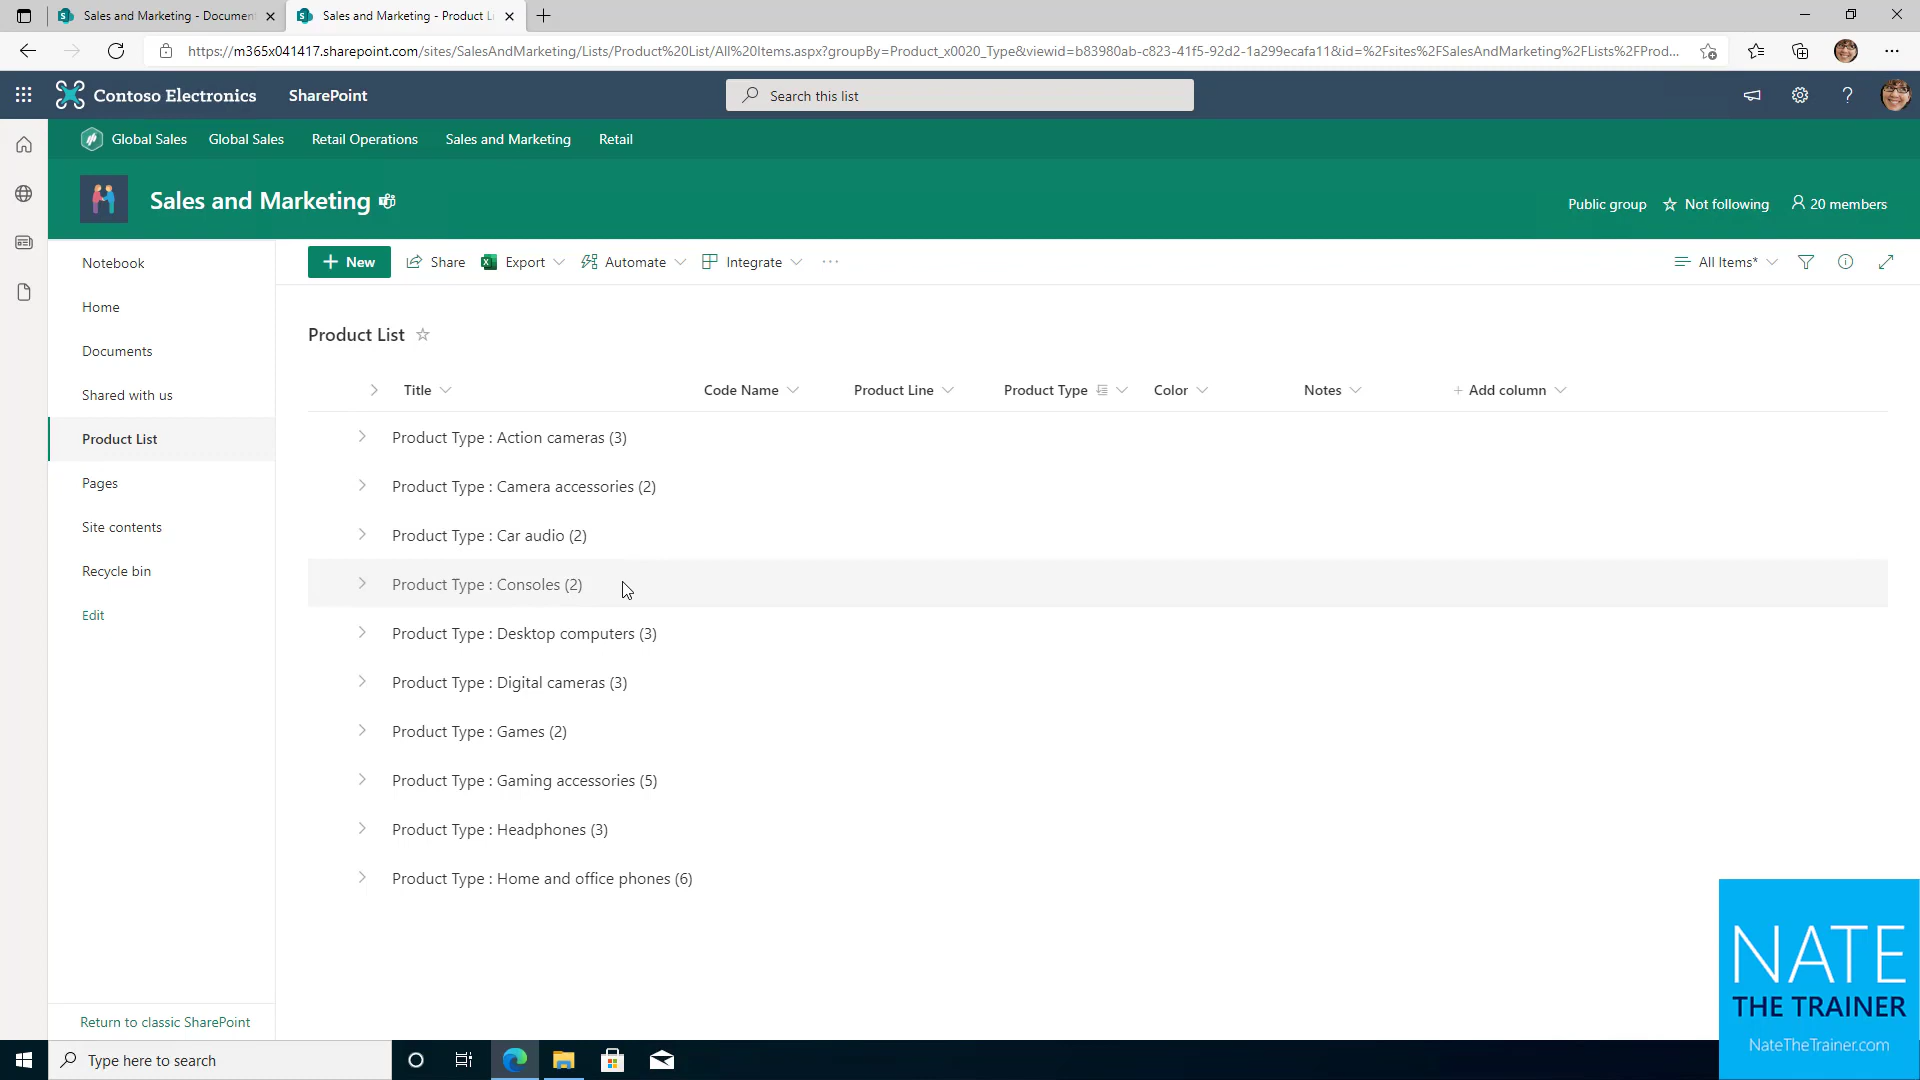 Sales and Marketing - Documen
Sales and Marketing - Product L
https://m365x041417.sharepoint.com/sites/SalesAndMarketing/Lists/Product%20List/All%20Items.aspx?groupBy=Product_x0020_Type&viewid=b83980ab-c823-41f5-92d2-1a299ecafa11&id=%2Fsites%2FSalesAndMarketing%2FLists%2FProd...
Contoso Electronics SharePoint Search this list ?
Global Sales Global Sales Retail Operations Sales and Marketing Retail
Sales and Marketing
Public group Not following 20 members
Notebook
Home
Documents
Shared with us
Product List
Pages
Site contents
Recycle bin
Edit
Return to classic SharePoint
+ New Share Export Automate Integrate ... All Items*
Product List
Title Code Name Product Line Product Type Color Notes + Add column
Product Type : Action cameras (3)
Product Type : Camera accessories (2)
Product Type : Car audio (2)
Product Type : Consoles (2)
Product Type : Desktop computers (3)
Product Type : Digital cameras (3)
Product Type : Games (2)
Product Type : Gaming accessories (5)
Product Type : Headphones (3)
Product Type : Home and office phones (6)
NATE
THE TRAINER
NateTheTrainer.com
Type here to search